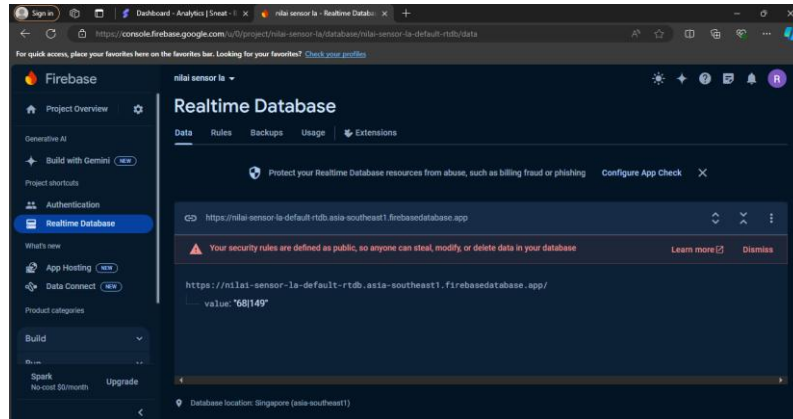 Sign in
Dashboard - Analytics | Sneat - B
nilai sensor la - Realtime Databa
https://console.firebase.google.com/u/0/project/nilai-sensor-la/database/nilai-sensor-la-default-rtdb/data
For quick access, place your favorites here on the favorites bar. Looking for your favorites? Check your profiles
Firebase
nilai sensor la
R
Project Overview
Realtime Database
Generative AI
Data Rules Backups Usage Extensions
Build with Gemini NEW
Protect your Realtime Database resources from abuse, such as billing fraud or phishing Configure App Check
Project shortcuts
Authentication
Realtime Database
https://nilai-sensor-la-default-rtdb.asia-southeast1.firebasedatabase.app
What's new
Your security rules are defined as public, so anyone can steal, modify, or delete data in your database Learn more Dismiss
App Hosting NEW
Data Connect NEW
https://nilai-sensor-la-default-rtdb.asia-southeast1.firebasedatabase.app/
value: "68|149"
Product categories
Build
Run
Spark
No-cost $0/month
Upgrade
Database location: Singapore (asia-southeast1)